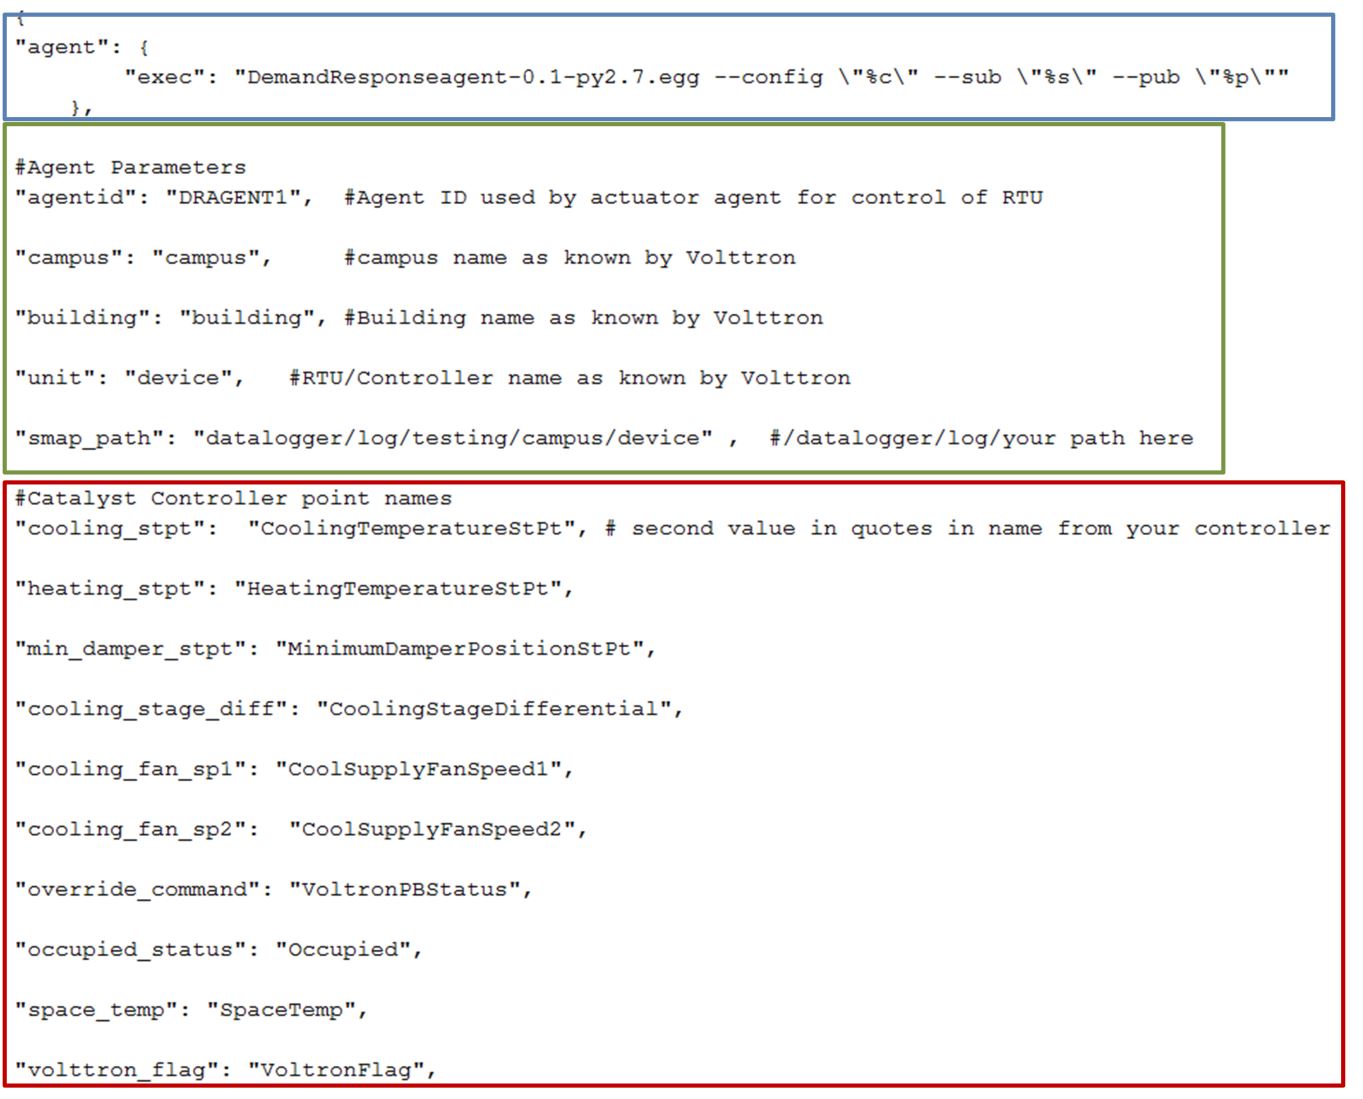 {
"agent": {
"exec": "DemandResponseagent-0.1-py2.7.egg --config \"%c\" --sub \"%s\" --pub \"%p\""
},
#Agent Parameters
"agentid": "DRAGENT1", #Agent ID used by actuator agent for control of RTU
"campus": "campus", #campus name as known by Volttron
"building": "building", #Building name as known by Volttron
"unit": "device", #RTU/Controller name as known by Volttron
"smap_path": "datalogger/log/testing/campus/device" , #/datalogger/log/your path here
#Catalyst Controller point names
"cooling_stpt": "CoolingTemperatureStPt", # second value in quotes in name from your controller
"heating_stpt": "HeatingTemperatureStPt",
"min_damper_stpt": "MinimumDamperPositionStPt",
"cooling_stage_diff": "CoolingStageDifferential",
"cooling_fan_sp1": "CoolSupplyFanSpeed1",
"cooling_fan_sp2": "CoolSupplyFanSpeed2",
"override_command": "VoltronPBStatus",
"occupied_status": "Occupied",
"space_temp": "SpaceTemp",
"volttron_flag": "VoltronFlag",